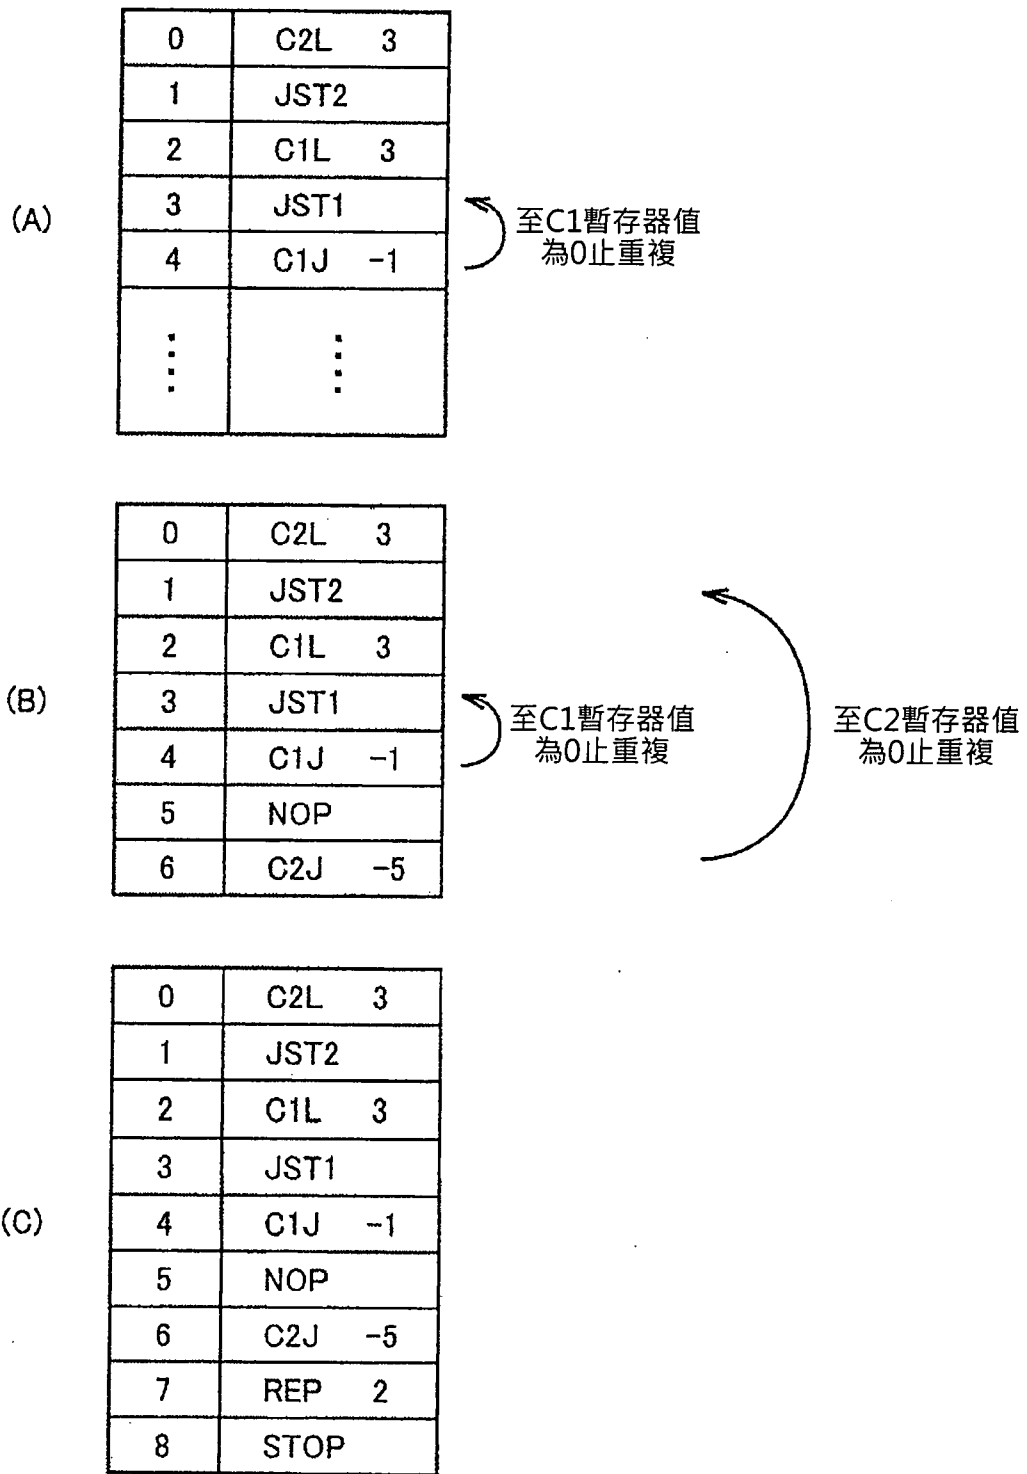 0 C2L 3
1 JST2
2 C1L 3
(A) 3 JST1 至C1暫存器值
4 C1J -1 為0止重複
0 C2L 3
1 JST2
2 C1L 3
(B) 3 JST1 至C1暫存器值 至C2暫存器值
4 C1J -1 為0止重複 為0止重複
5 NOP
6 C2J -5
0 C2L 3
1 JST2
2 C1L 3
3 JST1
(C) 4 C1J -1
5 NOP
6 C2J -5
7 REP 2
8 STOP